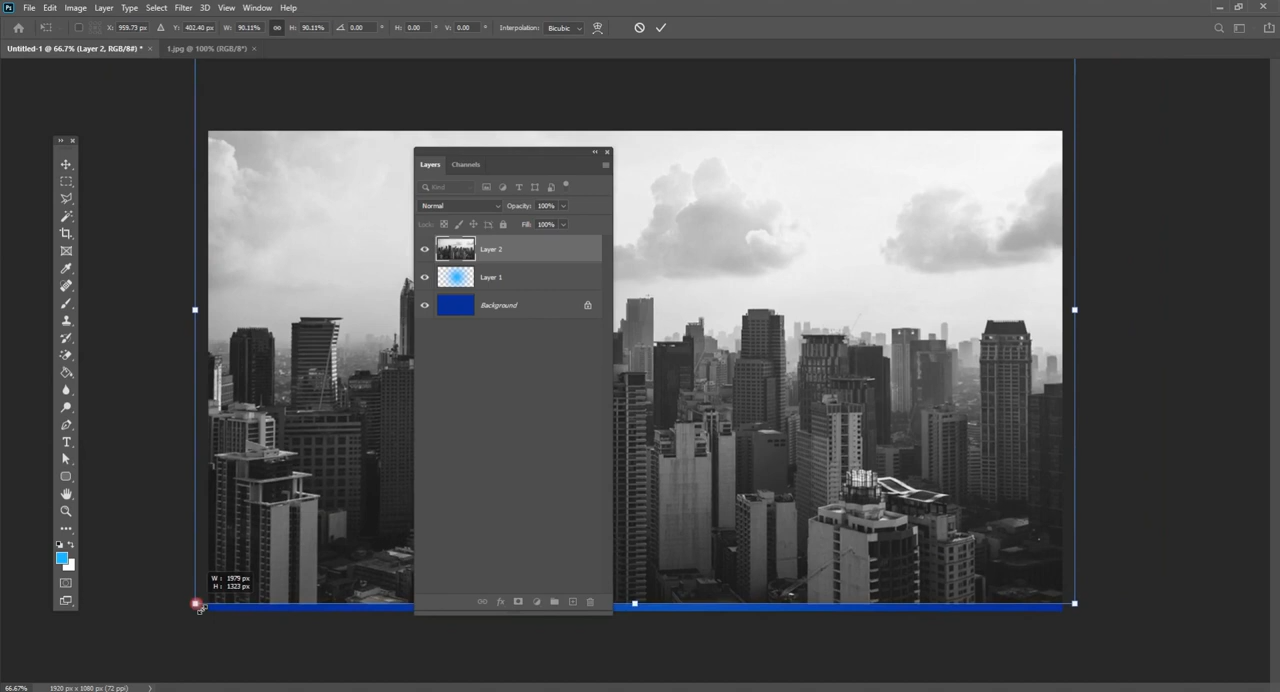 Ps File Edit Image Layer Type Select Filter 3D View Window Help
X: 959.73 px Y: 402.40 px W: 90.11% H: 90.11% 0.00 ° H: 0.00 ° V: 0.00 ° Interpolation: Bicubic
Untitled-1 @ 66.7% (Layer 2, RGB/8#) * × 1.jpg @ 100% (RGB/8*) ×
Layers Channels
Kind
Normal Opacity: 100%
Lock: Fill: 100%
Layer 2
Layer 1
Background
W : 1979 px
H : 1323 px
66.67% 1920 px x 1080 px (72 ppi)